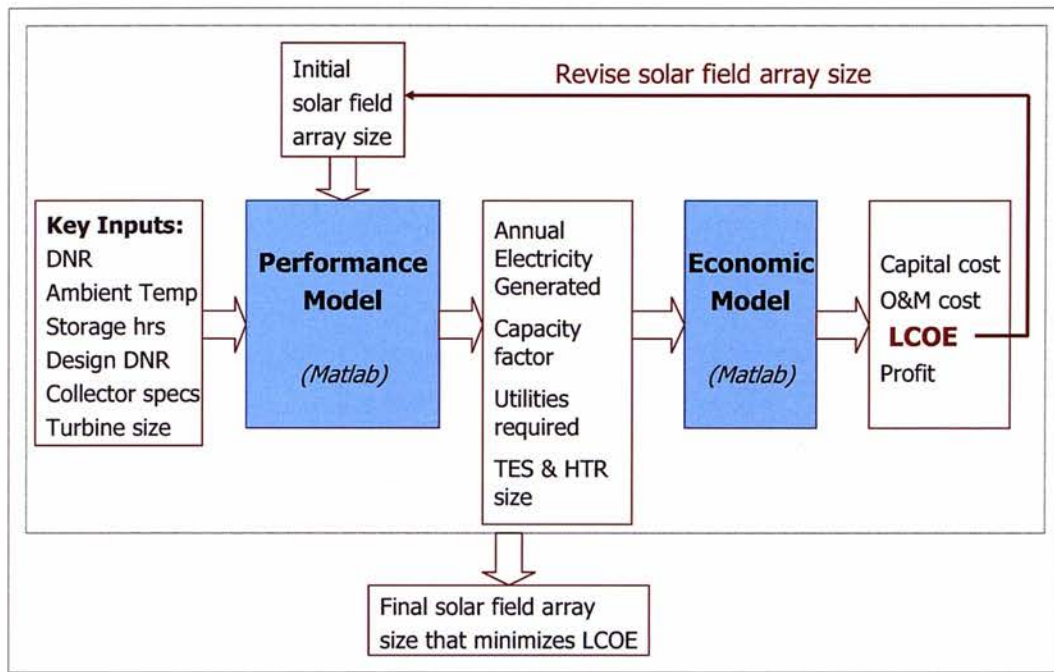 Initial
solar field
array size
Revise solar field array size
Key Inputs:
DNR
Ambient Temp
Storage hrs
Design DNR
Collector specs
Turbine size
Performance
Model
(Matlab)
Annual
Electricity
Generated
Capacity
factor
Utilities
required
TES & HTR
size
Economic
Model
(Matlab)
Capital cost
O&M cost
LCOE
Profit
Final solar field array
size that minimizes LCOE